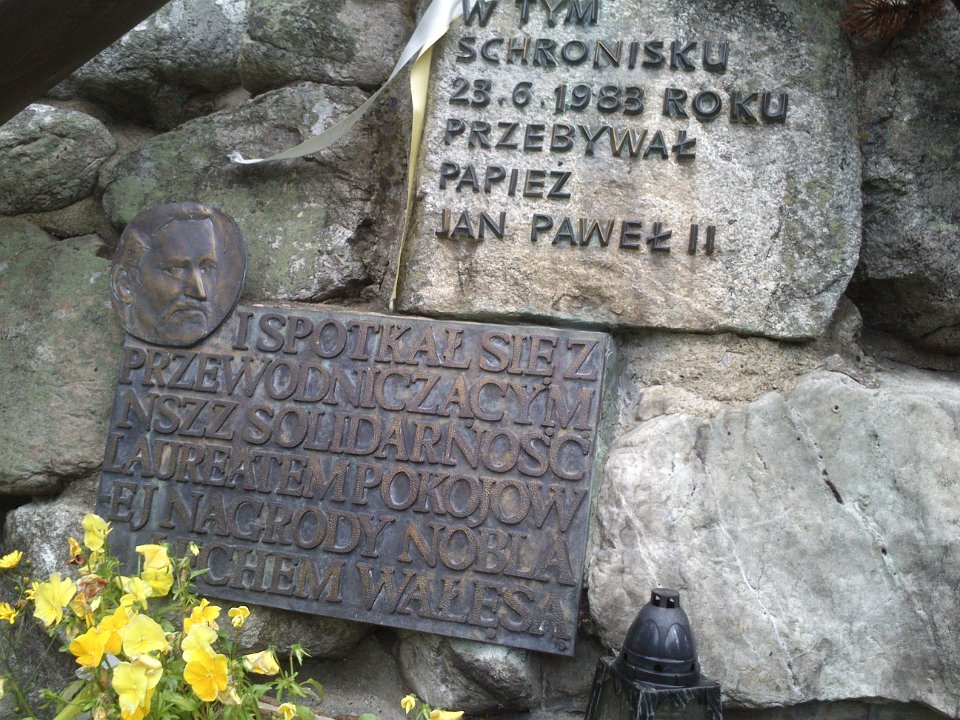 W TYM
SCHRONISKU
23.6.1983 ROKU
PRZEBYWAŁ
PAPIEŻ
JAN PAWEŁ II
I SPOTKAŁ SIĘ Z
PRZEWODNICZĄCYM
NSZZ SOLIDARNOŚĆ
LAUREATEM POKOJOW
EJ NAGRODY NOBLA
CHEM WAŁĘSĄ